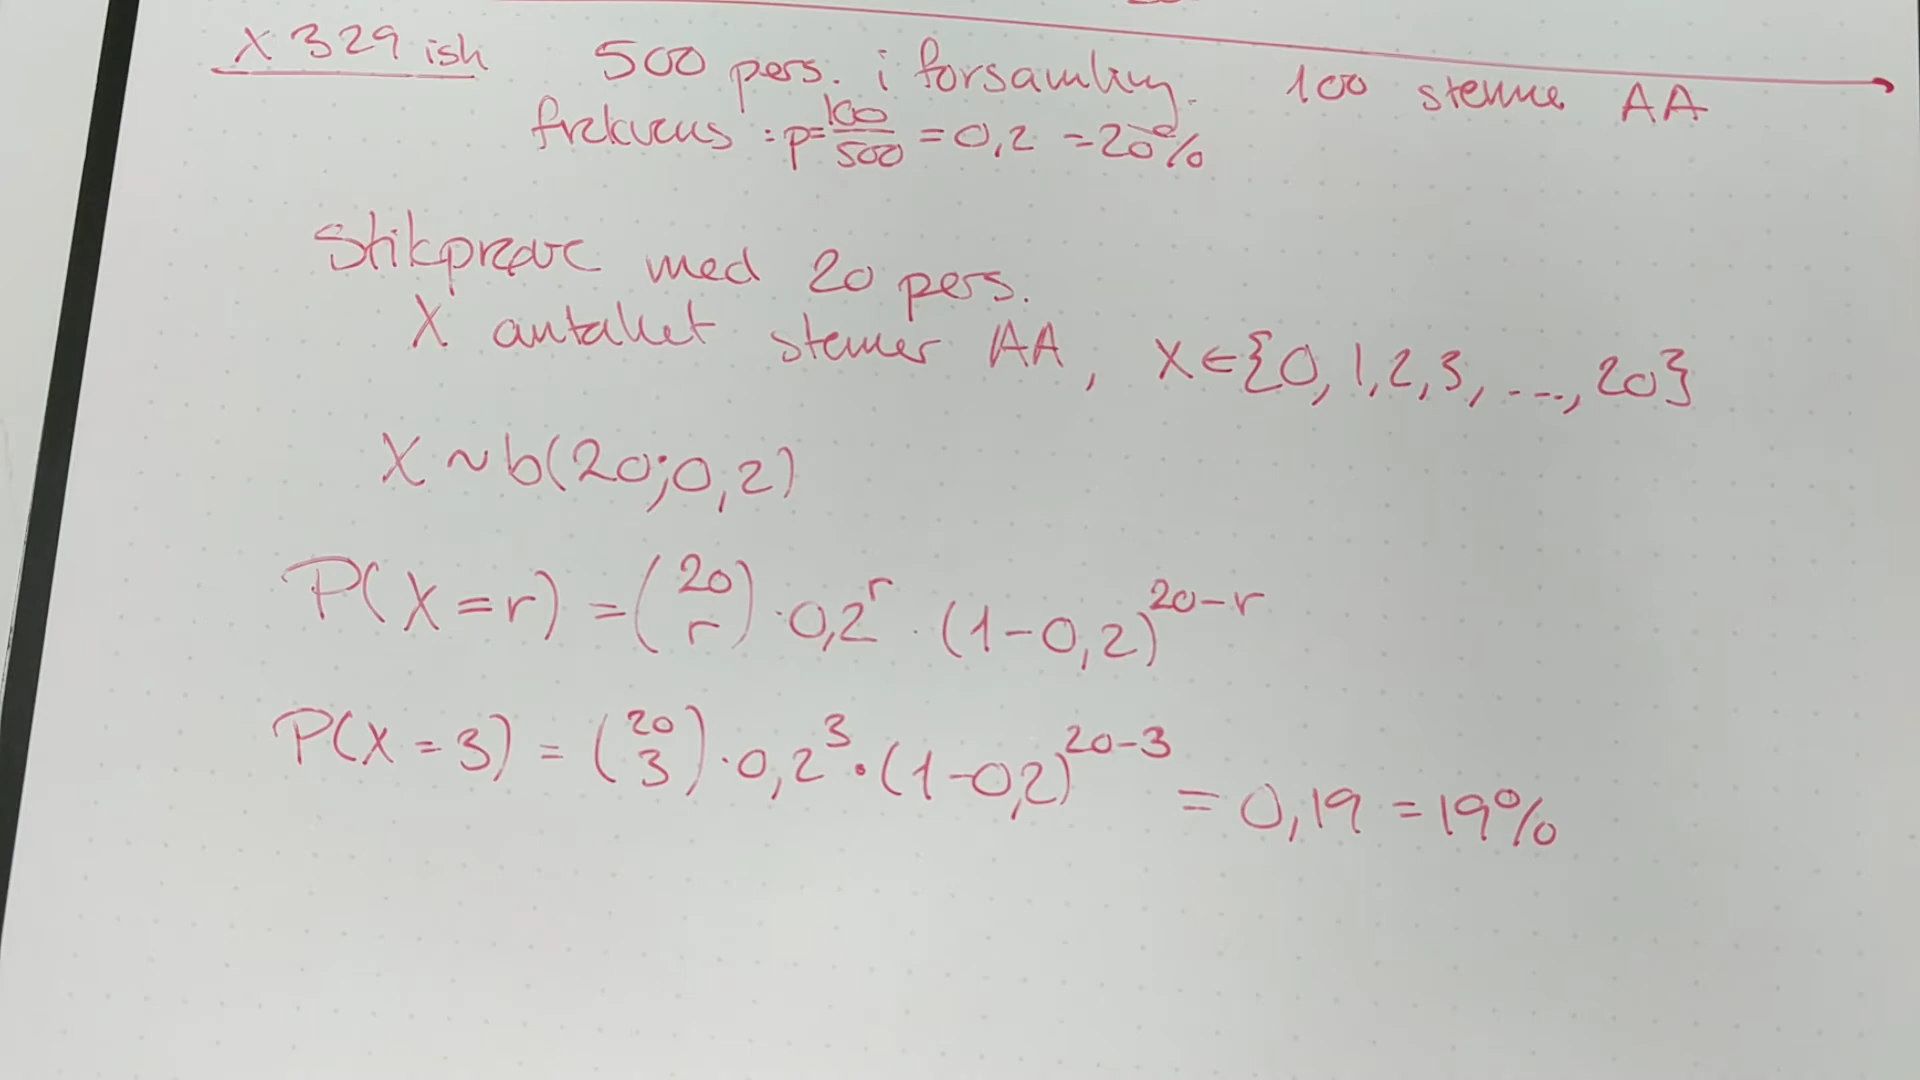 x 329 ish 500 pers. i forsamling. 100 stemme AA
frekvens : p = 100/500 = 0,2 = 20%
Stikprøve med 20 pers.
X antallet stemmer AA, X∈{0,1,2,3,...,20}
X ~ b(20;0,2)
P(X=r) = (20 r) · 0,2^r · (1-0,2)^20-r
P(X=3) = (20 3) · 0,2^3 · (1-0,2)^20-3 = 0,19 = 19%